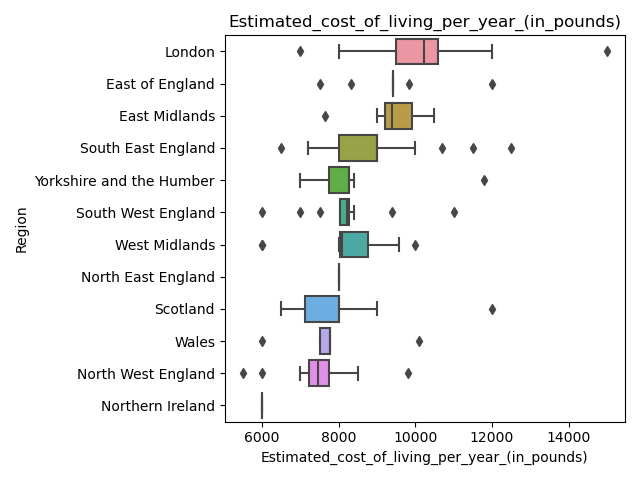 Estimated_cost_of_living_per_year_(in_pounds)
London
East of England
East Midlands
South East England
Yorkshire and the Humber
South West England
West Midlands
North East England
Scotland
Wales
North West England
Northern Ireland
Region
6000 8000 10000 12000 14000
Estimated_cost_of_living_per_year_(in_pounds)